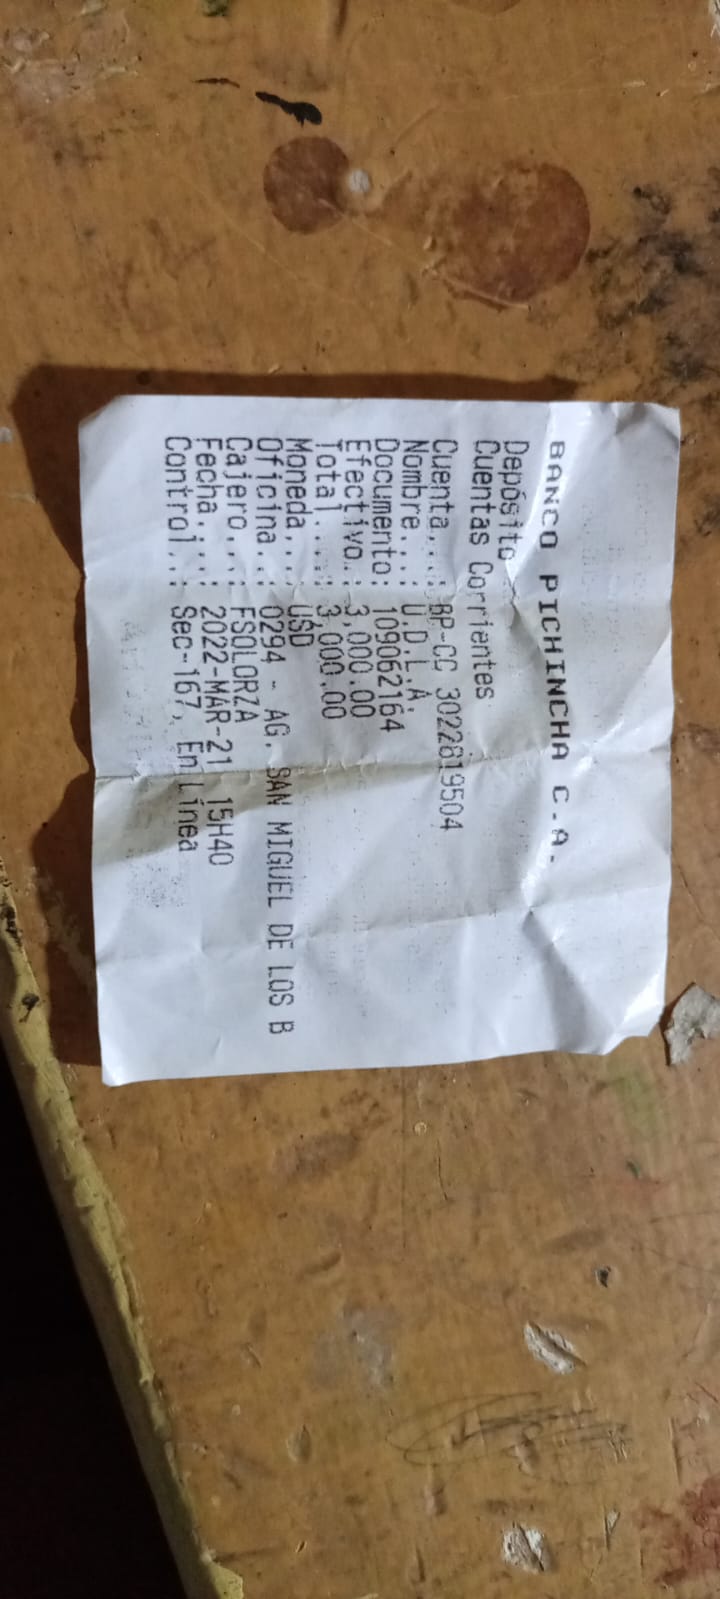 BANCO PICHINCHA C.A.
Depósito
Cuentas Corrientes
Cuenta...: BP-CC 3022819504
Nombre...: U.D.L.A.
Documento: 109062164
Efectivo.: 3,000.00
Total....: 3,000.00
Moneda...: USD
Oficina..: 0294 - AG. SAN MIGUEL DE LOS B
Cajero...: FSOLORZA
Fecha....: 2022-MAR-21 15H40
Control..: Sec-167, En línea